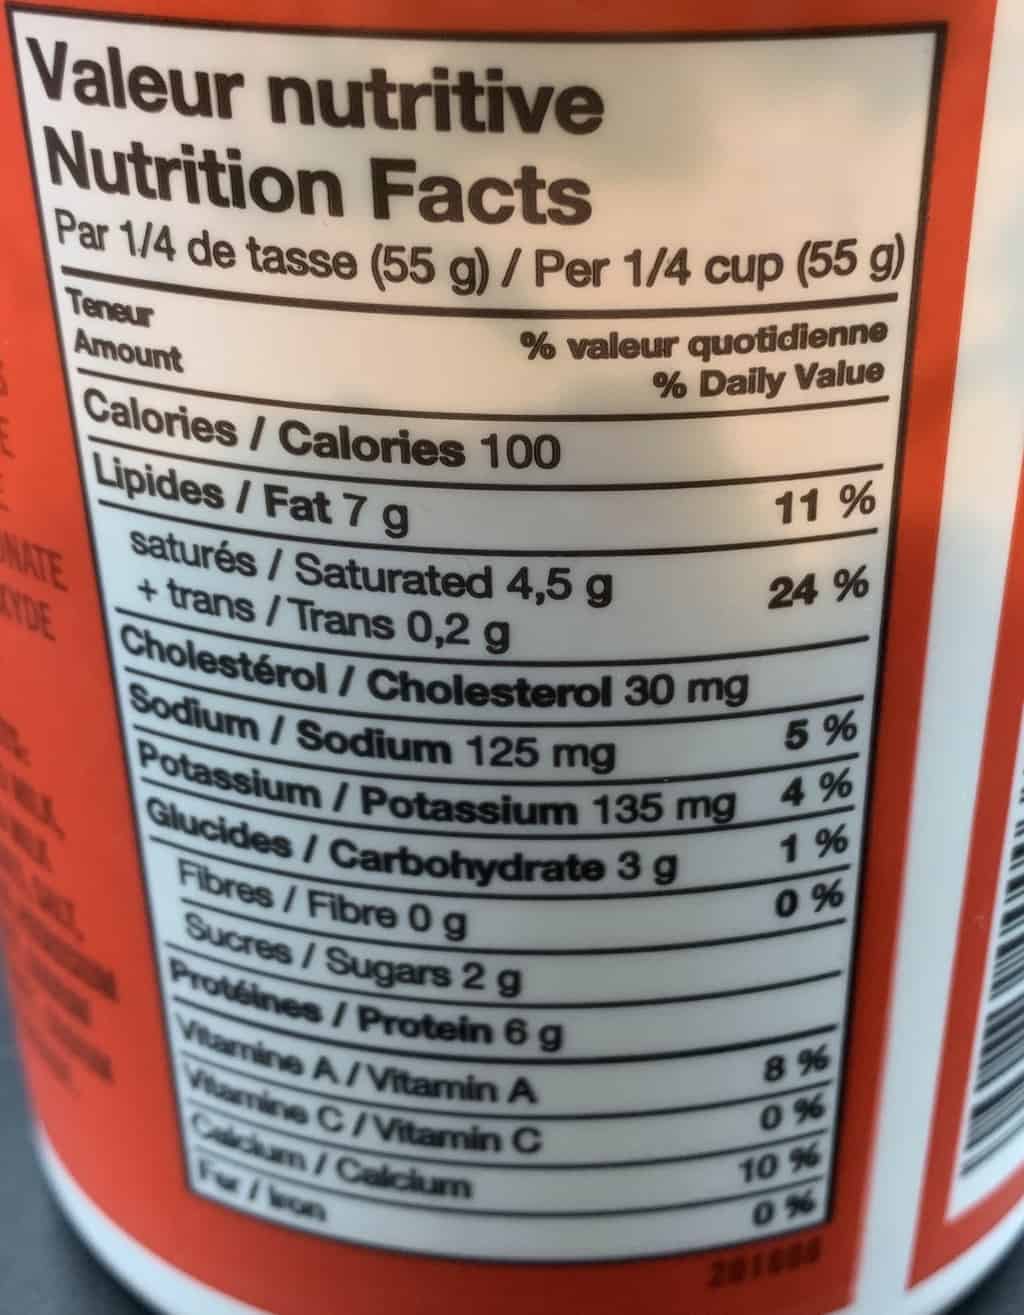 Valeur nutritive
Nutrition Facts
Par 1/4 de tasse (55 g) / Per 1/4 cup (55 g)
Teneur
Amount
% valeur quotidienne
% Daily Value
Calories / Calories 100
Lipides / Fat 7 g 11 %
saturés / Saturated 4,5 g
+ trans / Trans 0,2 g 24 %
Cholestérol / Cholesterol 30 mg
Sodium / Sodium 125 mg 5 %
Potassium / Potassium 135 mg 4 %
Glucides / Carbohydrate 3 g 1 %
Fibres / Fibre 0 g 0 %
Sucres / Sugars 2 g
Protéines / Protein 6 g
Vitamine A / Vitamin A 8 %
Vitamine C / Vitamin C 0 %
Calcium / Calcium 10 %
Fer / Iron 0 %